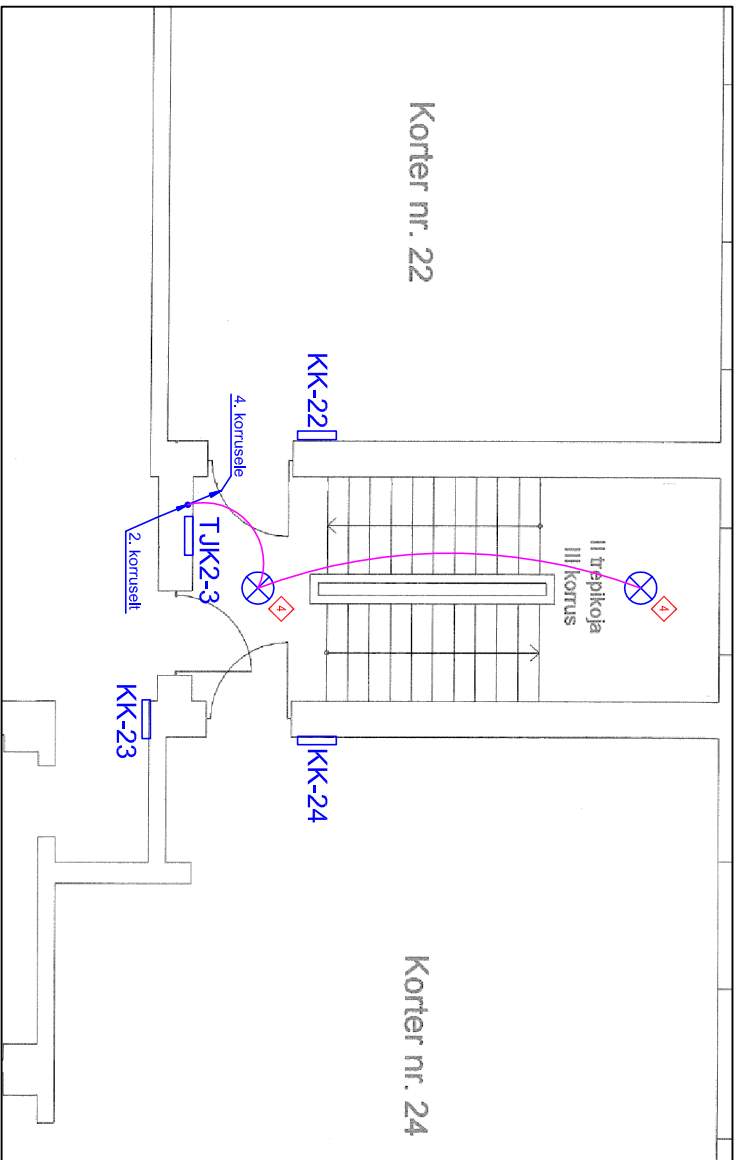 Korter nr. 22
KK-22
4. korrusele
2. korruselt
TJK2-3
4
II trepikoja
III korrus
4
KK-23
KK-24
Korter nr. 24